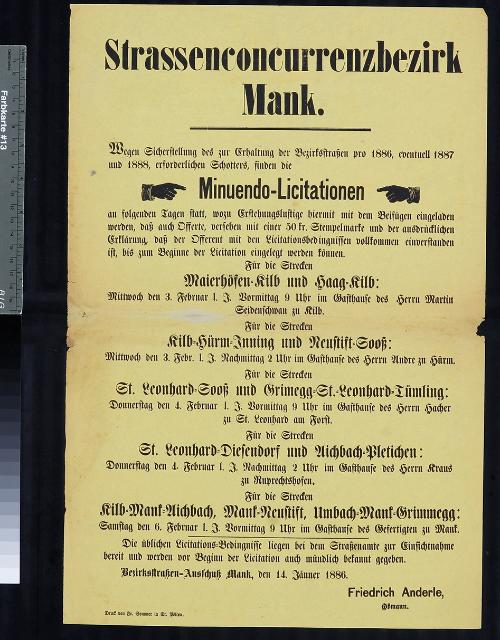 Strassenconcurrenzbezirk
Mank.
Wegen Sicherstellung des zur Erhaltung der Bezirksstraßen pro 1886, eventuell 1887
und 1888, erforderlichen Schotters, finden die
Minuendo-Licitationen
an folgenden Tagen statt, wozu Erstehungslustige hiermit mit dem Beifügen eingeladen
werden, daß auch Offerte, versehen mit einer 50 kr. Stempelmarke und der ausdrücklichen
Erklärung, daß der Offerent mit den Licitationsbedingnissen vollkommen einverstanden
ist, bis zum Beginne der Licitation eingelegt werden können.
Für die Strecken
Maierhöfen-Kilb und Haag-Kilb:
Mittwoch den 3. Februar l. J. Vormittag 9 Uhr im Gasthause des Herrn Martin
Seidenschwan zu Kilb.
Für die Strecken
Kilb-Hürm-Inning und Neustift-Sooß:
Mittwoch den 3. Febr. l. J. Nachmittag 2 Uhr im Gasthause des Herrn Andre zu Hürm.
Für die Strecken
St. Leonhard-Sooß und Grimegg-St.-Leonhard-Tümling:
Donnerstag den 4. Februar l. J. Vormittag 9 Uhr im Gasthause des Herrn Hacher
zu St. Leonhard am Forst.
Für die Strecken
St. Leonhard-Diesendorf und Aichbach-Pletichen:
Donnerstag den 4. Februar l. J. Nachmittag 2 Uhr im Gasthause des Herrn Kraus
zu Ruprechtshofen.
Für die Strecken
Kilb-Mank-Aichbach, Mank-Neustift, Umbach-Mank-Grimmegg:
Samstag den 6. Februar l. J. Vormittag 9 Uhr im Gasthause des Gefertigten zu Mank.
Die üblichen Licitations-Bedingnisse liegen bei dem Straßenamte zur Einsichtnahme
bereit und werden vor Beginn der Licitation auch mündlich bekannt gegeben.
Bezirksstraßen-Ausschuß Mank, den 14. Jänner 1886.
Friedrich Anderle,
Obmann.
Druck von Fr. Sommer in St. Pölten.
Farbkarte #13